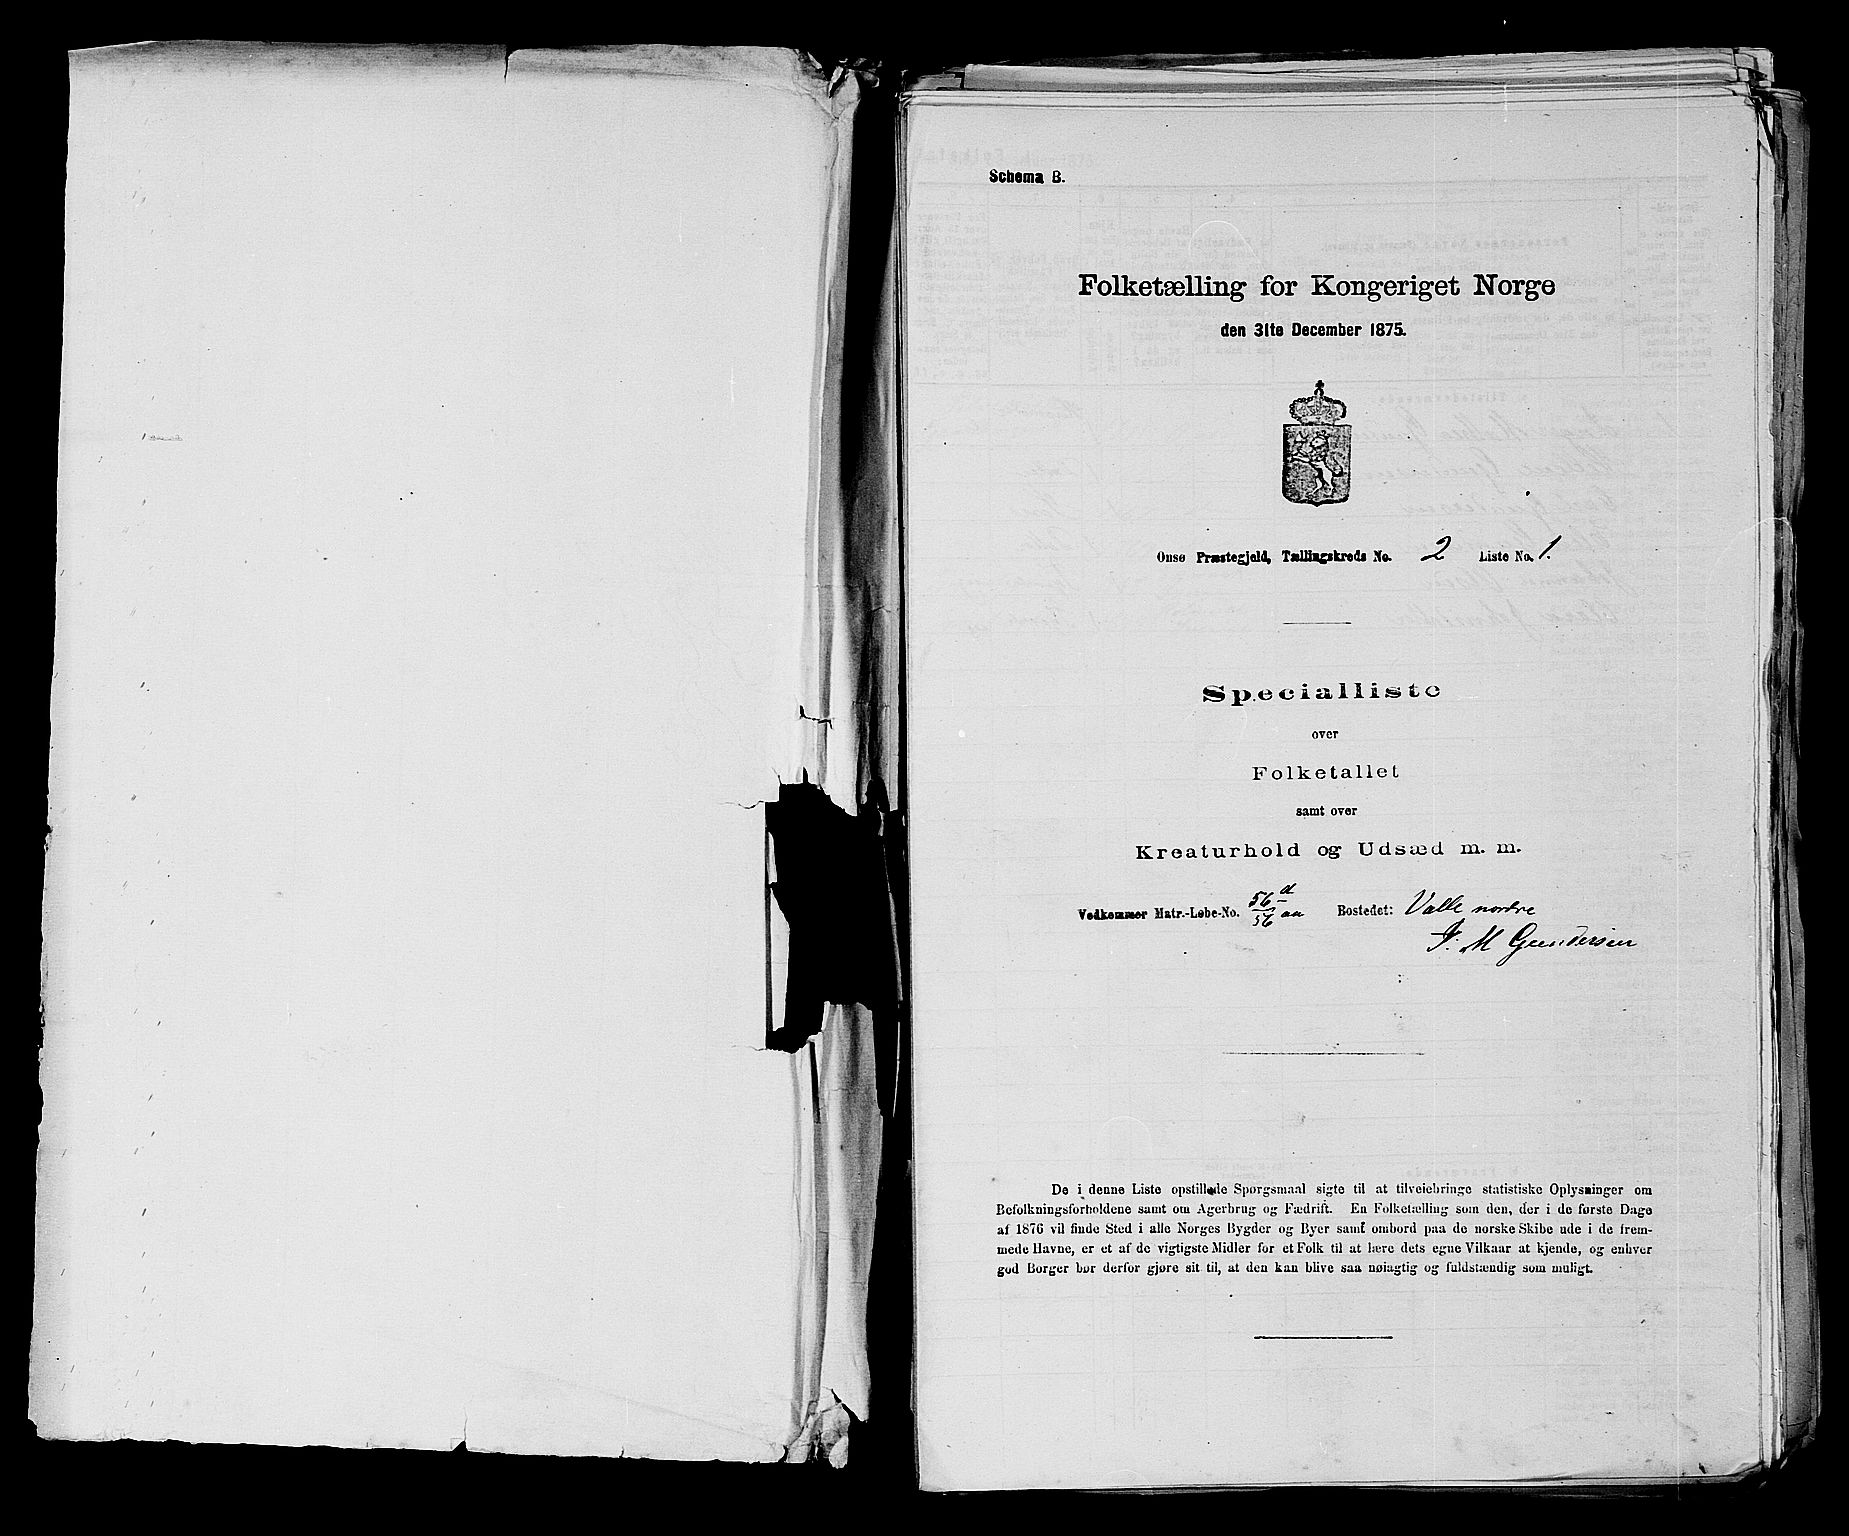 Schema B.
Folketælling for Kongeriget Norge
den 31te December 1875.
Onsø Præstegjeld, Tællingskreds No. 2 Liste No. 1.
Specialliste
over
Folketallet
samt over
Kreaturhold og Udsæd m. m.
Vedkommer Matr.-Løbe-No. 56 d / 56 aa Bostedet: Valle nordre
J. M Gundersen
De i denne Liste opstillede Spørgsmaal sigte til at tilveiebringe statistiske Oplysninger om
Befolkningsforholdene samt om Agerbrug og Fædrift. En Folketælling som den, der i de første Dage
af 1876 vil finde Sted i alle Norges Bygder og Byer samt ombord paa de norske Skibe ude i de frem-
mede Havne, er et af de vigtigste Midler for et Folk til at lære dets egne Vilkaar at kjende, og enhver
god Borger bør derfor gjøre sit til, at den kan blive saa nøiagtig og fuldstændig som muligt.